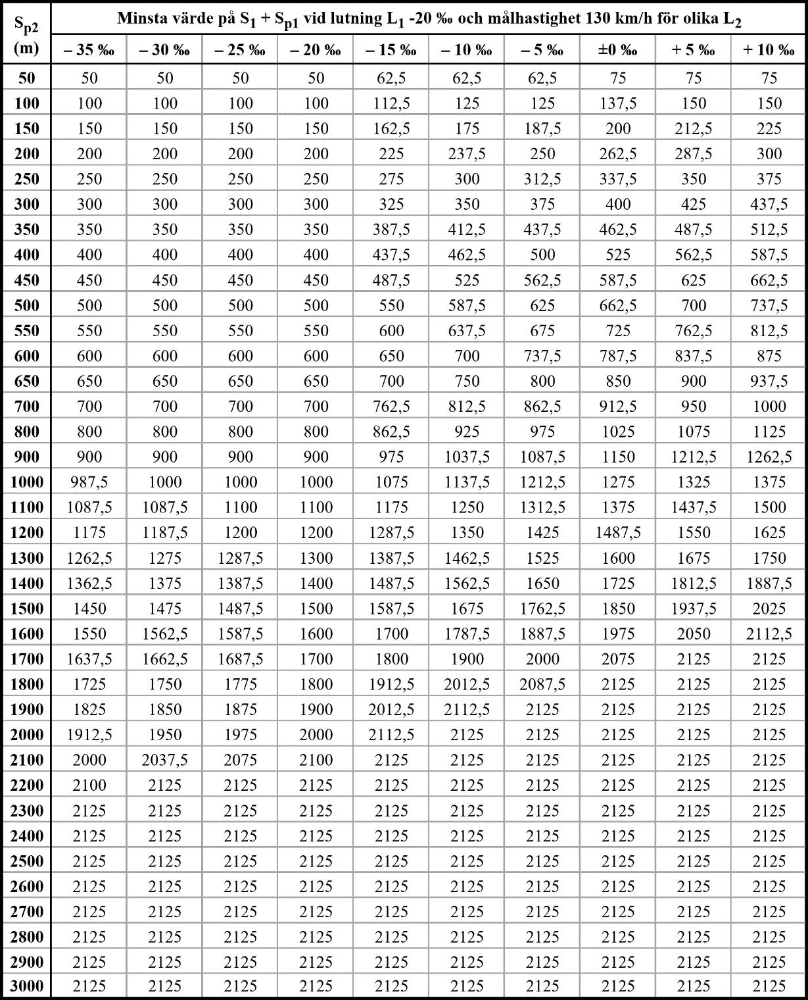 Sp2 (m) Minsta värde på S1 + Sp1 vid lutning L1 -20 ‰ och målhastighet 130 km/h för olika L2
– 35 ‰ – 30 ‰ – 25 ‰ – 20 ‰ – 15 ‰ – 10 ‰ – 5 ‰ ±0 ‰ + 5 ‰ + 10 ‰
50 50 50 50 50 62,5 62,5 62,5 75 75 75
100 100 100 100 100 112,5 125 125 137,5 150 150
150 150 150 150 150 162,5 175 187,5 200 212,5 225
200 200 200 200 200 225 237,5 250 262,5 287,5 300
250 250 250 250 250 275 300 312,5 337,5 350 375
300 300 300 300 300 325 350 375 400 425 437,5
350 350 350 350 350 387,5 412,5 437,5 462,5 487,5 512,5
400 400 400 400 400 437,5 462,5 500 525 562,5 587,5
450 450 450 450 450 487,5 525 562,5 587,5 625 662,5
500 500 500 500 500 550 587,5 625 662,5 700 737,5
550 550 550 550 550 600 637,5 675 725 762,5 812,5
600 600 600 600 600 650 700 737,5 787,5 837,5 875
650 650 650 650 650 700 750 800 850 900 937,5
700 700 700 700 700 762,5 812,5 862,5 912,5 950 1000
800 800 800 800 800 862,5 925 975 1025 1075 1125
900 900 900 900 900 975 1037,5 1087,5 1150 1212,5 1262,5
1000 987,5 1000 1000 1000 1075 1137,5 1212,5 1275 1325 1375
1100 1087,5 1087,5 1100 1100 1175 1250 1312,5 1375 1437,5 1500
1200 1175 1187,5 1200 1200 1287,5 1350 1425 1487,5 1550 1625
1300 1262,5 1275 1287,5 1300 1387,5 1462,5 1525 1600 1675 1750
1400 1362,5 1375 1387,5 1400 1487,5 1562,5 1650 1725 1812,5 1887,5
1500 1450 1475 1487,5 1500 1587,5 1675 1762,5 1850 1937,5 2025
1600 1550 1562,5 1587,5 1600 1700 1787,5 1887,5 1975 2050 2112,5
1700 1637,5 1662,5 1687,5 1700 1800 1900 2000 2075 2125 2125
1800 1725 1750 1775 1800 1912,5 2012,5 2087,5 2125 2125 2125
1900 1825 1850 1875 1900 2012,5 2112,5 2125 2125 2125 2125
2000 1912,5 1950 1975 2000 2112,5 2125 2125 2125 2125 2125
2100 2000 2037,5 2075 2100 2125 2125 2125 2125 2125 2125
2200 2100 2125 2125 2125 2125 2125 2125 2125 2125 2125
2300 2125 2125 2125 2125 2125 2125 2125 2125 2125 2125
2400 2125 2125 2125 2125 2125 2125 2125 2125 2125 2125
2500 2125 2125 2125 2125 2125 2125 2125 2125 2125 2125
2600 2125 2125 2125 2125 2125 2125 2125 2125 2125 2125
2700 2125 2125 2125 2125 2125 2125 2125 2125 2125 2125
2800 2125 2125 2125 2125 2125 2125 2125 2125 2125 2125
2900 2125 2125 2125 2125 2125 2125 2125 2125 2125 2125
3000 2125 2125 2125 2125 2125 2125 2125 2125 2125 2125